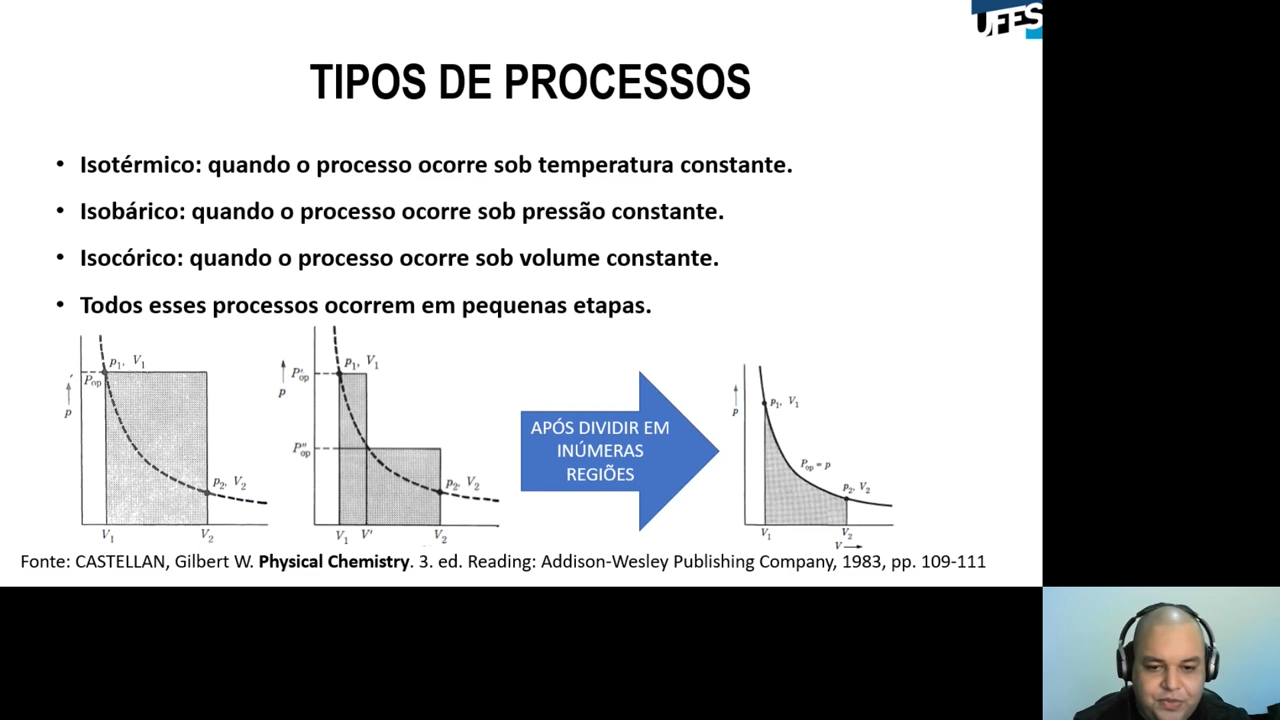 UFES
TIPOS DE PROCESSOS
• Isotérmico: quando o processo ocorre sob temperatura constante.
• Isobárico: quando o processo ocorre sob pressão constante.
• Isocórico: quando o processo ocorre sob volume constante.
• Todos esses processos ocorrem em pequenas etapas.
p₁, V₁
Pop
p
p₂, V₂
V₁
V₂
p₁, V₁
P'op
p
P''op
p₂, V₂
V₁
V'
V₂
APÓS DIVIDIR EM
INÚMERAS
REGIÕES
p
p₁, V₁
Pop = p
p₂, V₂
V₁
V₂
V
Fonte: CASTELLAN, Gilbert W. Physical Chemistry. 3. ed. Reading: Addison-Wesley Publishing Company, 1983, pp. 109-111